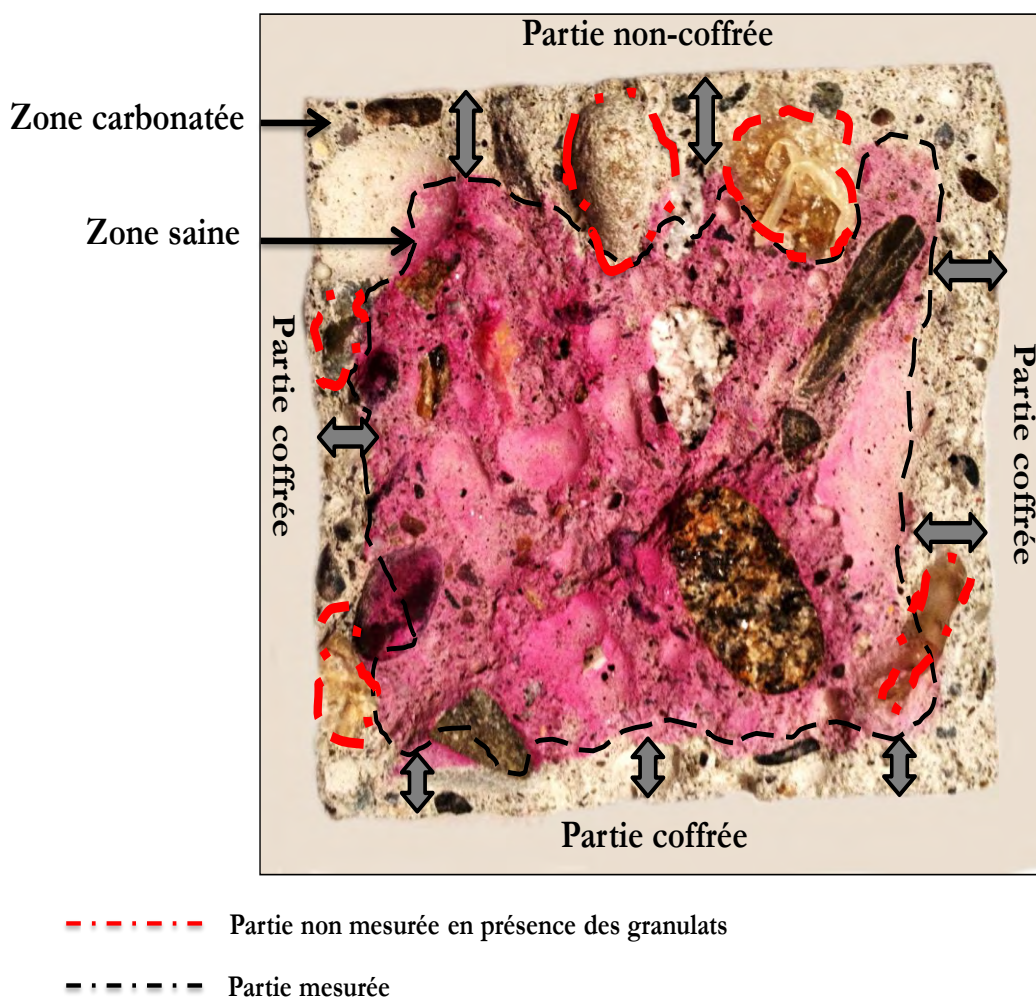 Partie non-coffrée
Zone carbonatée
Zone saine
Partie coffrée
Partie coffrée
Partie coffrée
Partie non mesurée en présence des granulats
Partie mesurée